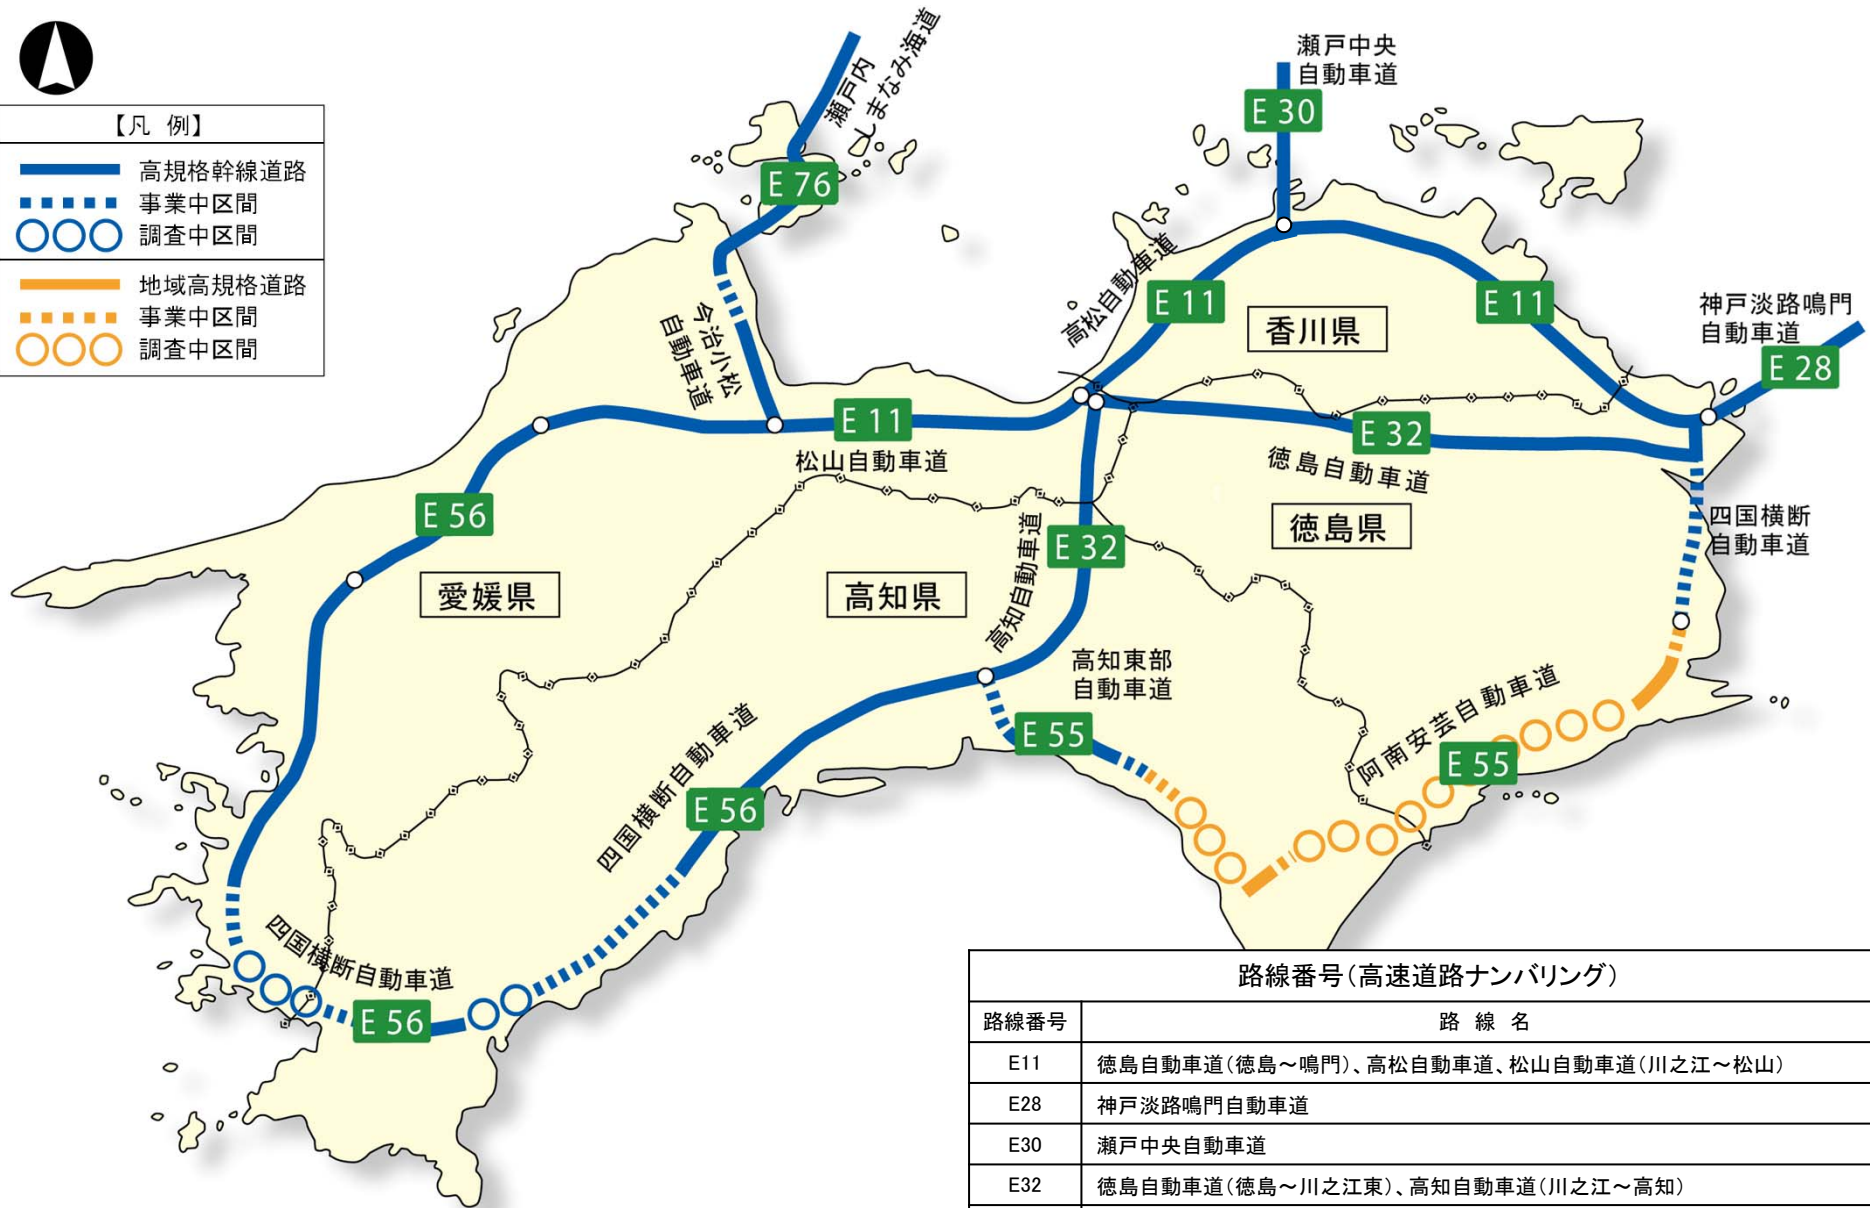 【凡 例】
高規格幹線道路
事業中区間
調査中区間
地域高規格道路
事業中区間
調査中区間
瀬戸内
しまなみ海道
E 76
瀬戸中央
自動車道
E 30
高松自動車道
E 11
E 11
香川県
神戸淡路鳴門
自動車道
E 28
今治小松
自動車道
E 11
松山自動車道
E 32
徳島自動車道
E 56
徳島県
四国横断
自動車道
E 32
高知自動車道
愛媛県
高知県
高知東部
自動車道
E 55
阿南安芸自動車道
E 55
四国横断自動車道
E 56
四国横断自動車道
E 56
路線番号(高速道路ナンバリング)
路線番号 路 線 名
E11 徳島自動車道(徳島～鳴門)、高松自動車道、松山自動車道(川之江～松山)
E28 神戸淡路鳴門自動車道
E30 瀬戸中央自動車道
E32 徳島自動車道(徳島～川之江東)、高知自動車道(川之江～高知)